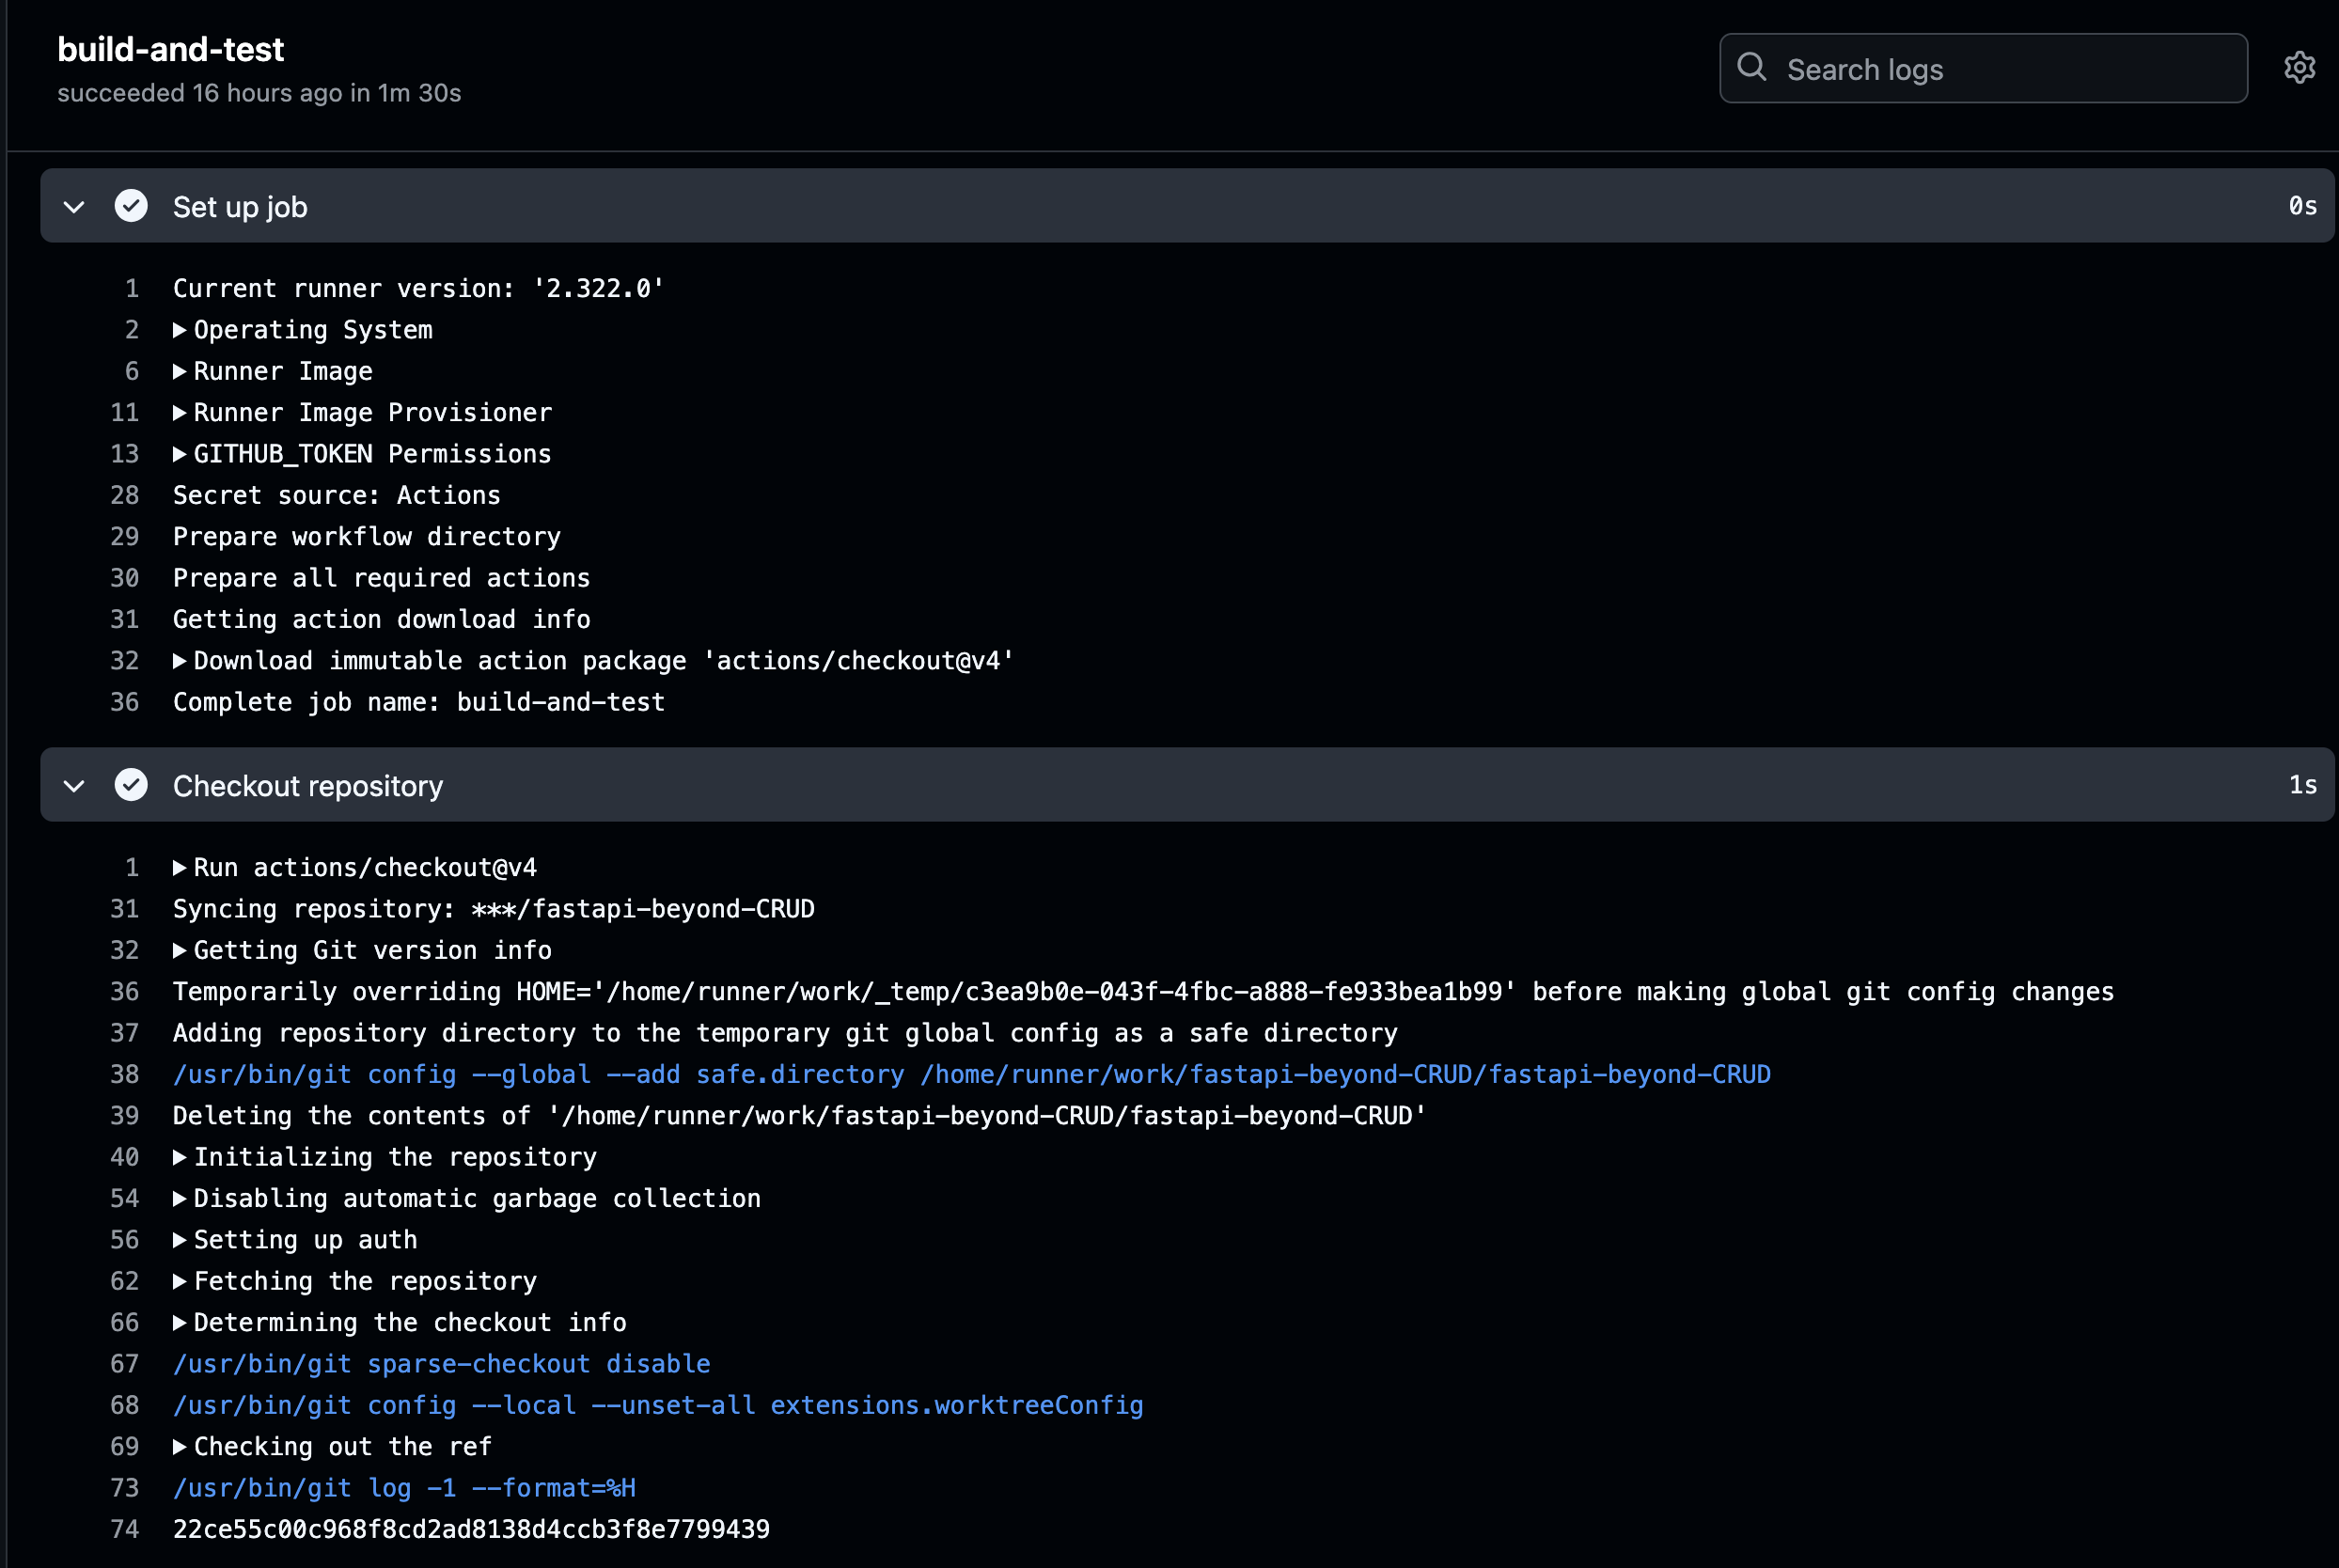 build-and-test
succeeded 16 hours ago in 1m 30s
Search logs
Set up job 0s
1 Current runner version: '2.322.0'
2 ▶Operating System
6 ▶Runner Image
11 ▶Runner Image Provisioner
13 ▶GITHUB_TOKEN Permissions
28 Secret source: Actions
29 Prepare workflow directory
30 Prepare all required actions
31 Getting action download info
32 ▶Download immutable action package 'actions/checkout@v4'
36 Complete job name: build-and-test
Checkout repository 1s
1 ▶Run actions/checkout@v4
31 Syncing repository: ***/fastapi-beyond-CRUD
32 ▶Getting Git version info
36 Temporarily overriding HOME='/home/runner/work/_temp/c3ea9b0e-043f-4fbc-a888-fe933bea1b99' before making global git config changes
37 Adding repository directory to the temporary git global config as a safe directory
38 /usr/bin/git config --global --add safe.directory /home/runner/work/fastapi-beyond-CRUD/fastapi-beyond-CRUD
39 Deleting the contents of '/home/runner/work/fastapi-beyond-CRUD/fastapi-beyond-CRUD'
40 ▶Initializing the repository
54 ▶Disabling automatic garbage collection
56 ▶Setting up auth
62 ▶Fetching the repository
66 ▶Determining the checkout info
67 /usr/bin/git sparse-checkout disable
68 /usr/bin/git config --local --unset-all extensions.worktreeConfig
69 ▶Checking out the ref
73 /usr/bin/git log -1 --format=%H
74 22ce55c00c968f8cd2ad8138d4ccb3f8e7799439